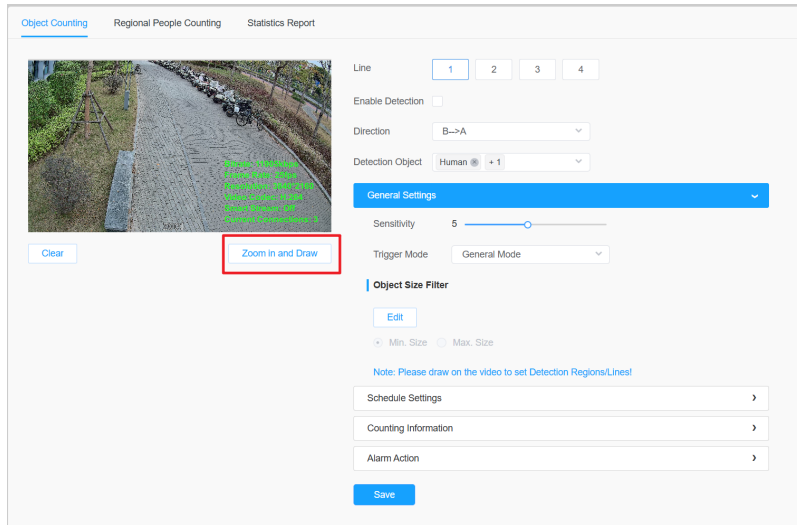 Object Counting Regional People Counting Statistics Report
Line 1 2 3 4
Enable Detection
Direction B-->A
Detection Object Human + 1
General Settings
Sensitivity 5
Trigger Mode General Mode
Clear Zoom in and Draw
Object Size Filter
Edit
Min. Size Max. Size
Note: Please draw on the video to set Detection Regions/Lines!
Schedule Settings
Counting Information
Alarm Action
Save